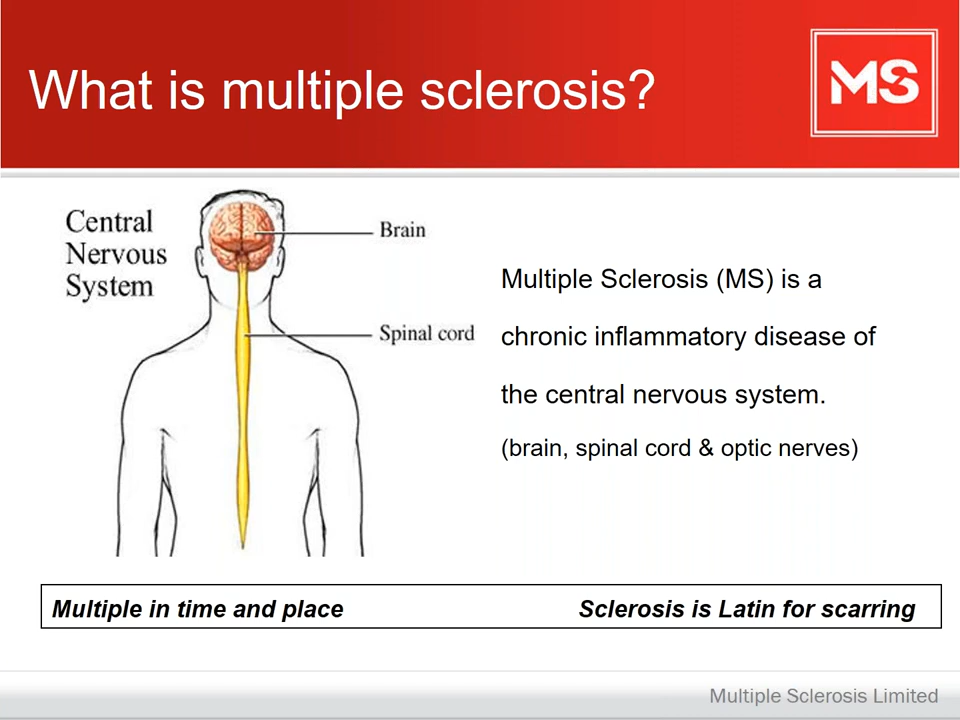 What is multiple sclerosis?
MS
Central
Nervous
System
Brain
Spinal cord
Multiple Sclerosis (MS) is a
chronic inflammatory disease of
the central nervous system.
(brain, spinal cord & optic nerves)
Multiple in time and place
Sclerosis is Latin for scarring
Multiple Sclerosis Limited